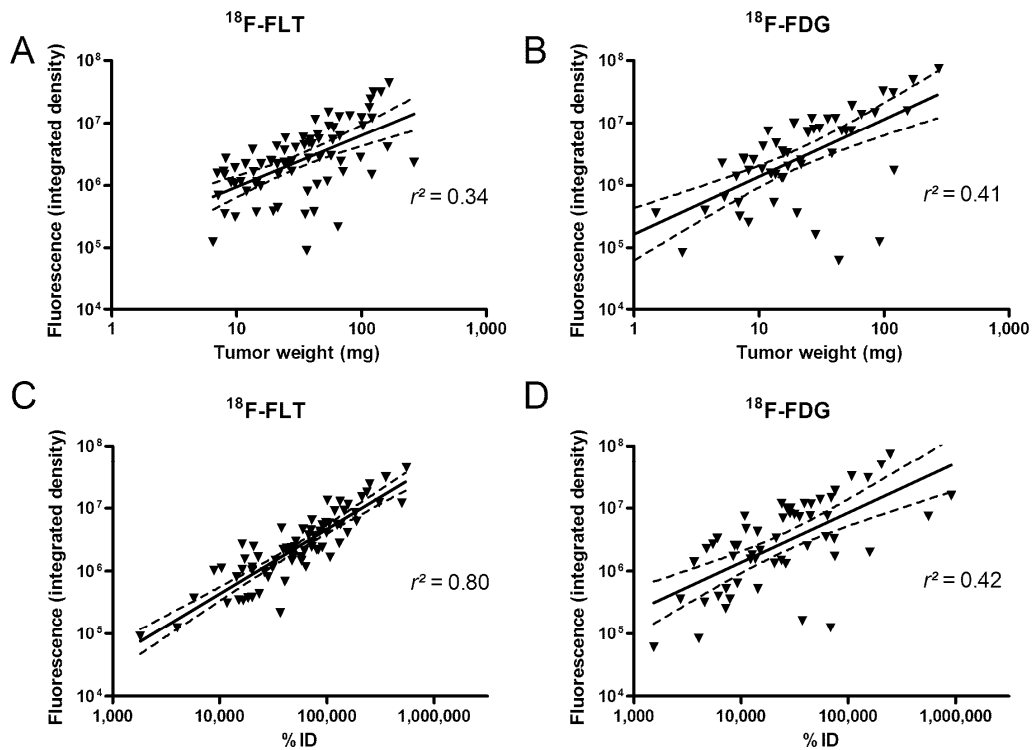 A
¹⁸F-FLT
Fluorescence (integrated density)
10⁸
10⁷
10⁶
10⁵
10⁴
r² = 0.34
1 10 100 1,000
Tumor weight (mg)
B
¹⁸F-FDG
Fluorescence (integrated density)
10⁸
10⁷
10⁶
10⁵
10⁴
r² = 0.41
1 10 100 1,000
Tumor weight (mg)
C
¹⁸F-FLT
Fluorescence (integrated density)
10⁸
10⁷
10⁶
10⁵
10⁴
r² = 0.80
1,000 10,000 100,000 1,000,000
% ID
D
¹⁸F-FDG
Fluorescence (integrated density)
10⁸
10⁷
10⁶
10⁵
10⁴
r² = 0.42
1,000 10,000 100,000 1,000,000
% ID